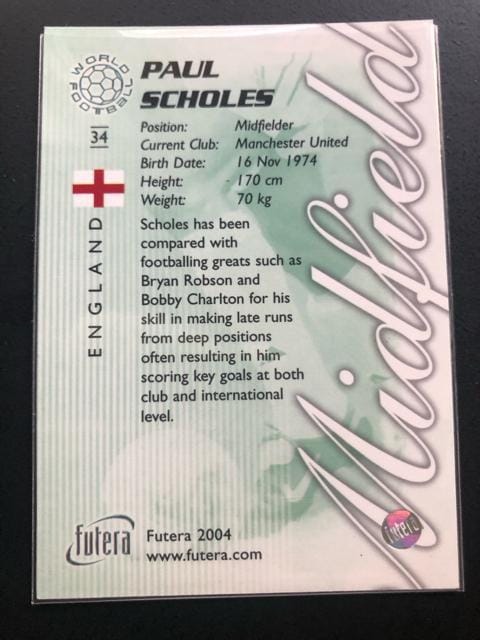 WORLD FOOTBALL
PAUL
SCHOLES
34
Position: Midfielder
Current Club: Manchester United
Birth Date: 16 Nov 1974
Height: 170 cm
Weight: 70 kg
ENGLAND
Scholes has been
compared with
footballing greats such as
Bryan Robson and
Bobby Charlton for his
skill in making late runs
from deep positions
often resulting in him
scoring key goals at both
club and international
level.
Midfield
futera
Futera 2004
www.futera.com
futera